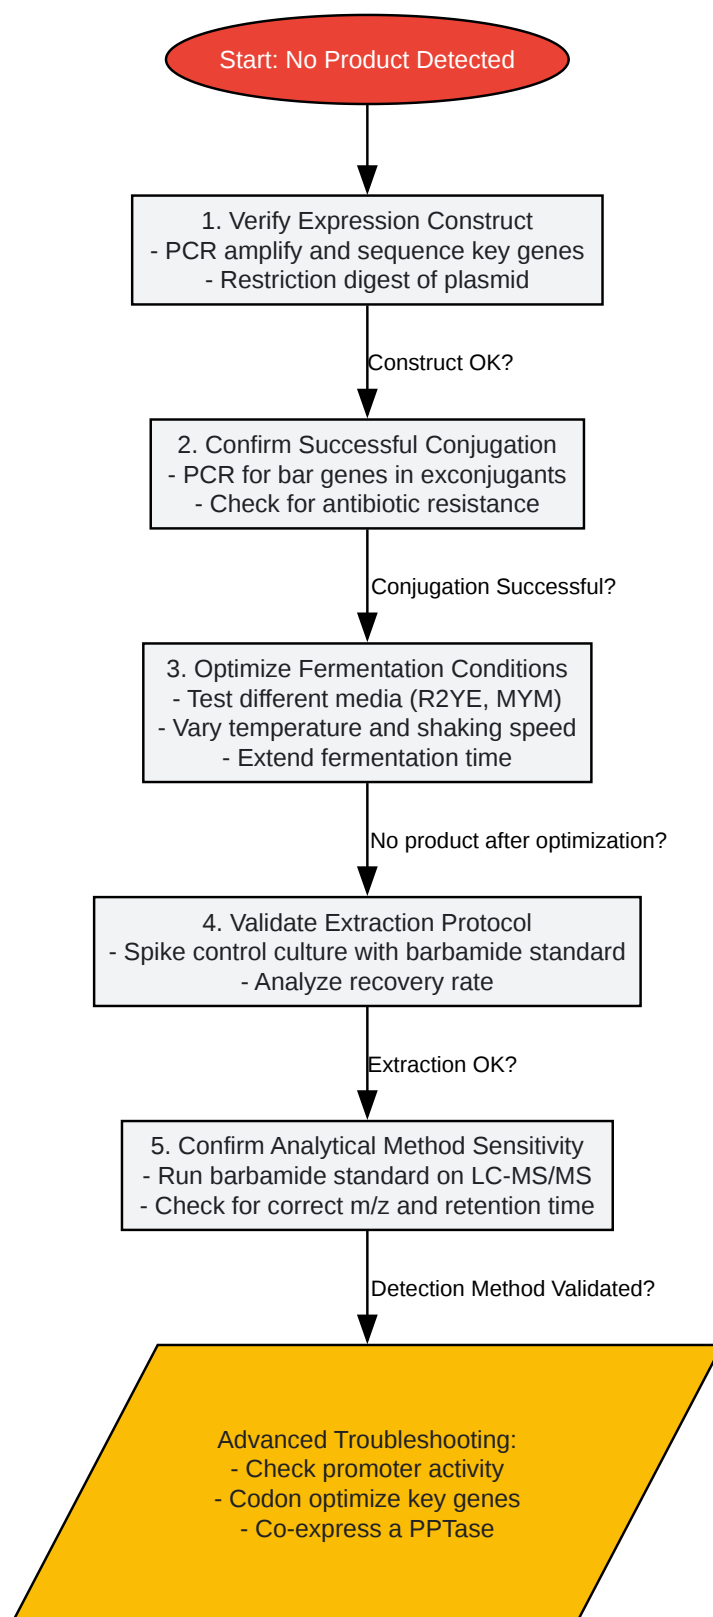 Start: No Product Detected
1. Verify Expression Construct
- PCR amplify and sequence key genes
- Restriction digest of plasmid
Construct OK?
2. Confirm Successful Conjugation
- PCR for bar genes in exconjugants
- Check for antibiotic resistance
Conjugation Successful?
3. Optimize Fermentation Conditions
- Test different media (R2YE, MYM)
- Vary temperature and shaking speed
- Extend fermentation time
No product after optimization?
4. Validate Extraction Protocol
- Spike control culture with barbamide standard
- Analyze recovery rate
Extraction OK?
5. Confirm Analytical Method Sensitivity
- Run barbamide standard on LC-MS/MS
- Check for correct m/z and retention time
Detection Method Validated?
Advanced Troubleshooting:
- Check promoter activity
- Codon optimize key genes
- Co-express a PPTase